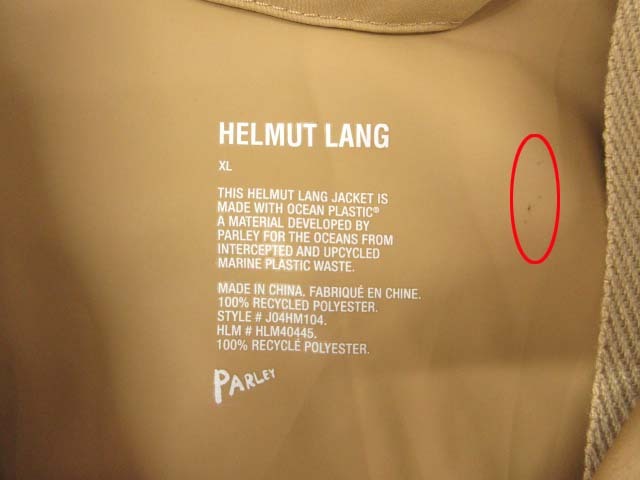 HELMUT LANG
XL
THIS HELMUT LANG JACKET IS
MADE WITH OCEAN PLASTIC®
A MATERIAL DEVELOPED BY
PARLEY FOR THE OCEANS FROM
INTERCEPTED AND UPCYCLED
MARINE PLASTIC WASTE.
MADE IN CHINA. FABRIQUÉ EN CHINE.
100% RECYCLED POLYESTER.
STYLE # J04HM104.
HLM # HLM40445.
100% RECYCLÉ POLYESTER.
PARLEY